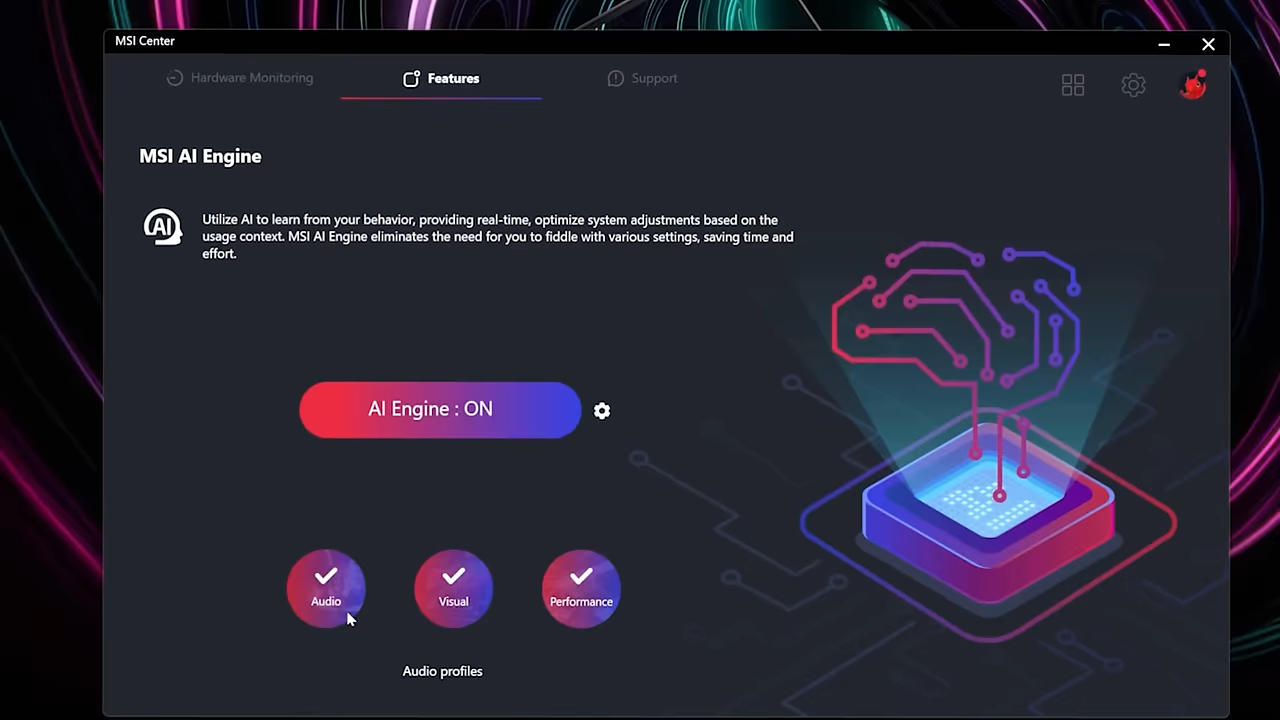 MSI Center
Hardware Monitoring
Features
Support
MSI AI Engine
AI
Utilize AI to learn from your behavior, providing real-time, optimize system adjustments based on the
usage context. MSI AI Engine eliminates the need for you to fiddle with various settings, saving time and
effort.
AI Engine : ON
Audio
Visual
Performance
Audio profiles